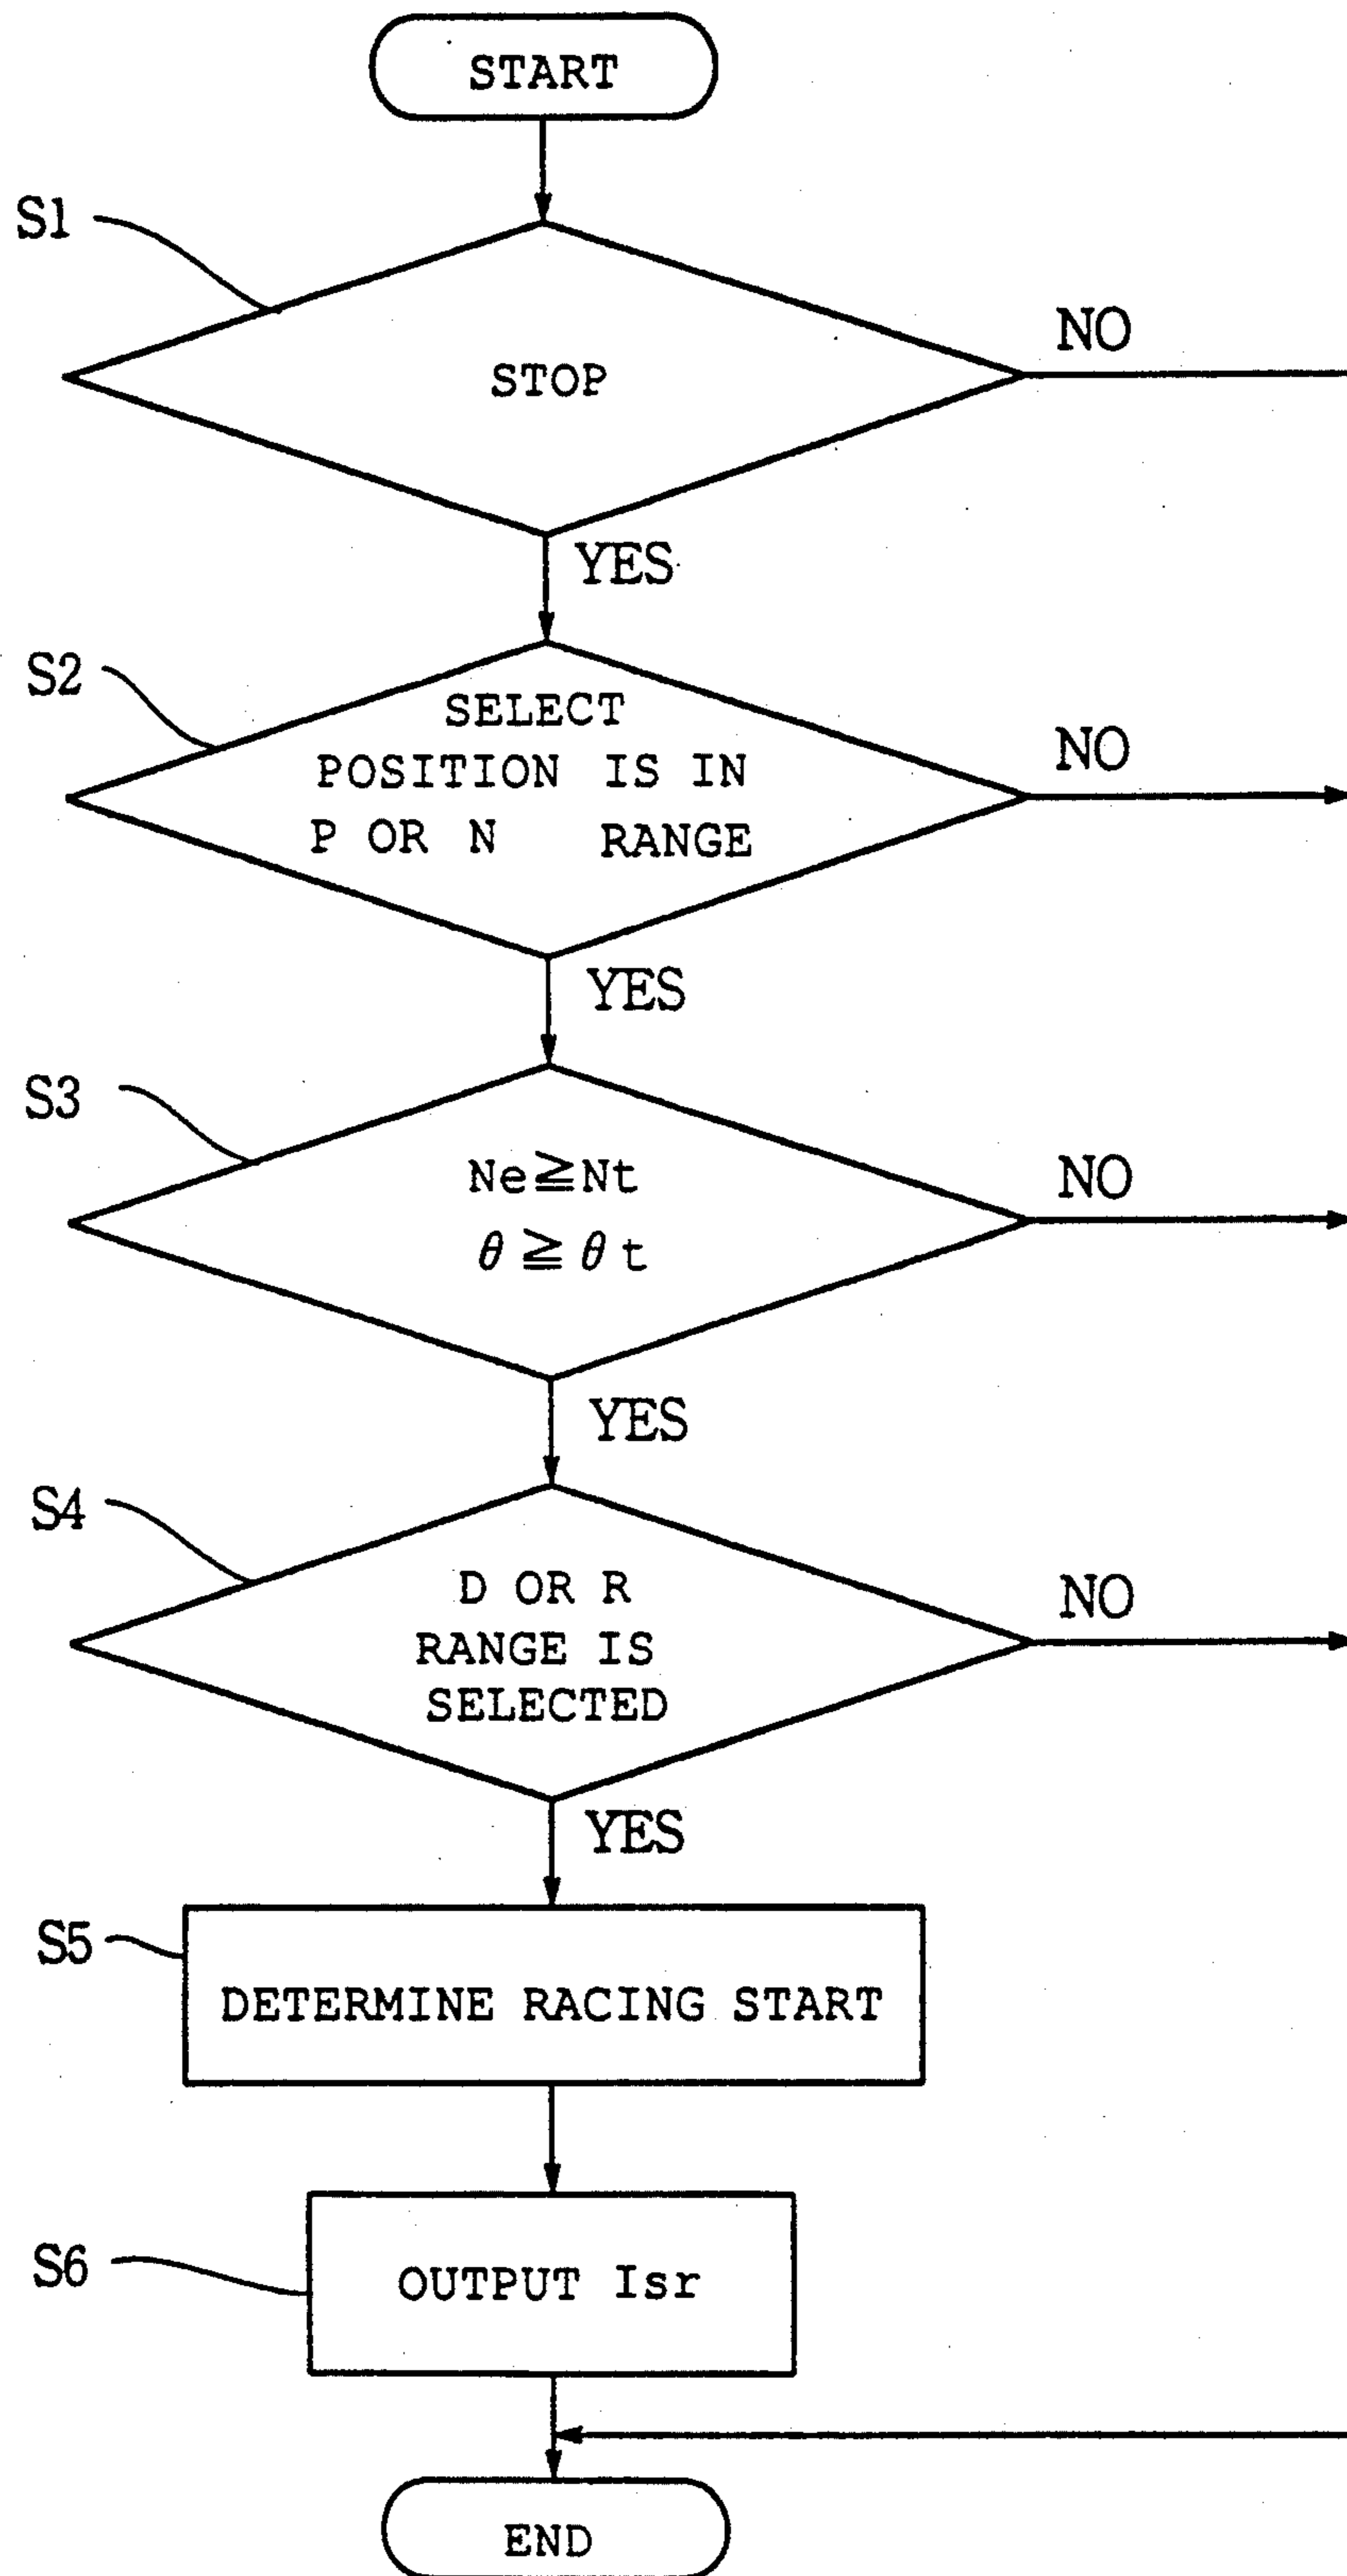 START
S1
STOP
NO
YES
S2
SELECT
POSITION IS IN
P OR N RANGE
NO
YES
S3
Ne≧Nt
θ≧θt
NO
YES
S4
D OR R
RANGE IS
SELECTED
NO
YES
S5
DETERMINE RACING START
S6
OUTPUT Isr
END